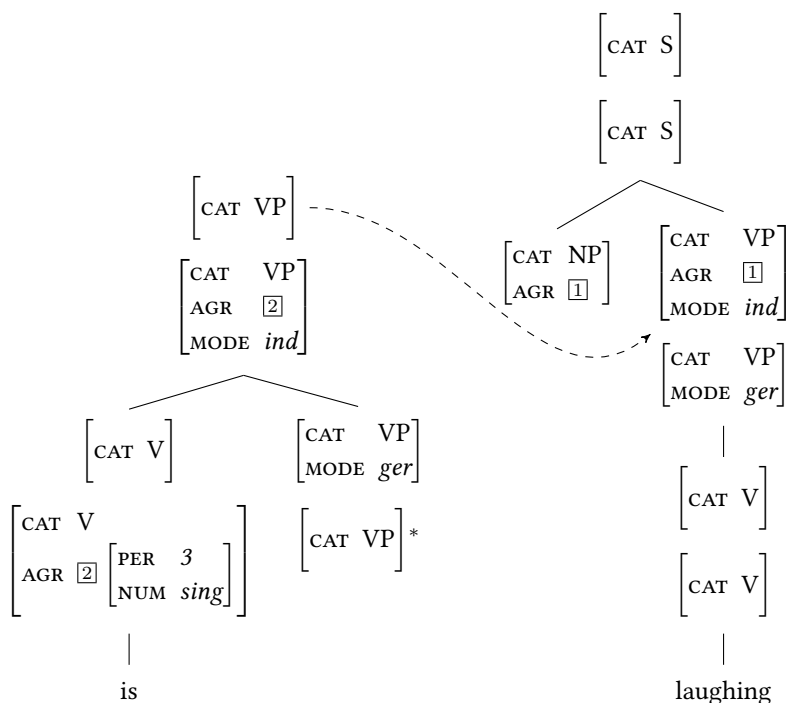 [CAT S]
[CAT S]
[CAT VP]
[CAT NP
AGR 1]
[CAT VP
AGR 1
MODE ind]
[CAT VP
AGR 2
MODE ind]
[CAT VP
MODE ger]
[CAT V]
[CAT VP
MODE ger]
[CAT V]
[CAT V
AGR 2 [PER 3
NUM sing]]
[CAT VP]*
[CAT V]
is
laughing